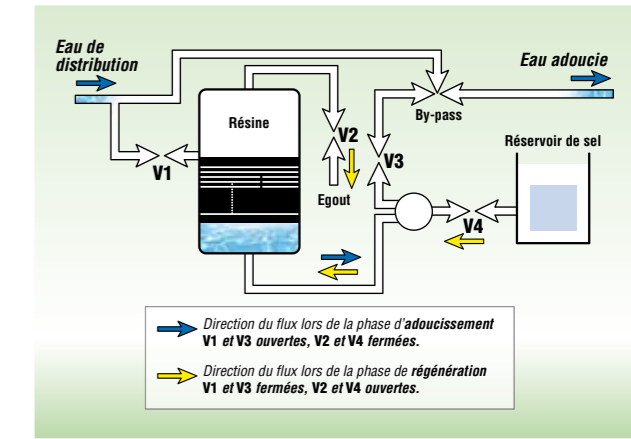 Eau de
distribution
Eau adoucie
By-pass
Résine
Réservoir de sel
V1
V2
V3
V4
Egout
Direction du flux lors de la phase d'adoucissement
V1 et V3 ouvertes, V2 et V4 fermées.
Direction du flux lors de la phase de régénération
V1 et V3 fermées, V2 et V4 ouvertes.